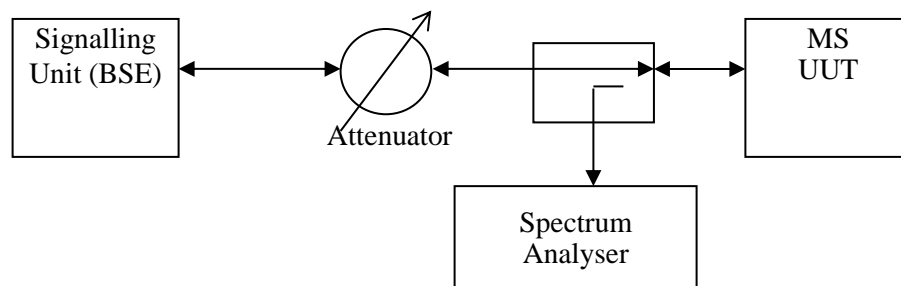 Signalling
Unit (BSE)
Attenuator
MS
UUT
Spectrum
Analyser